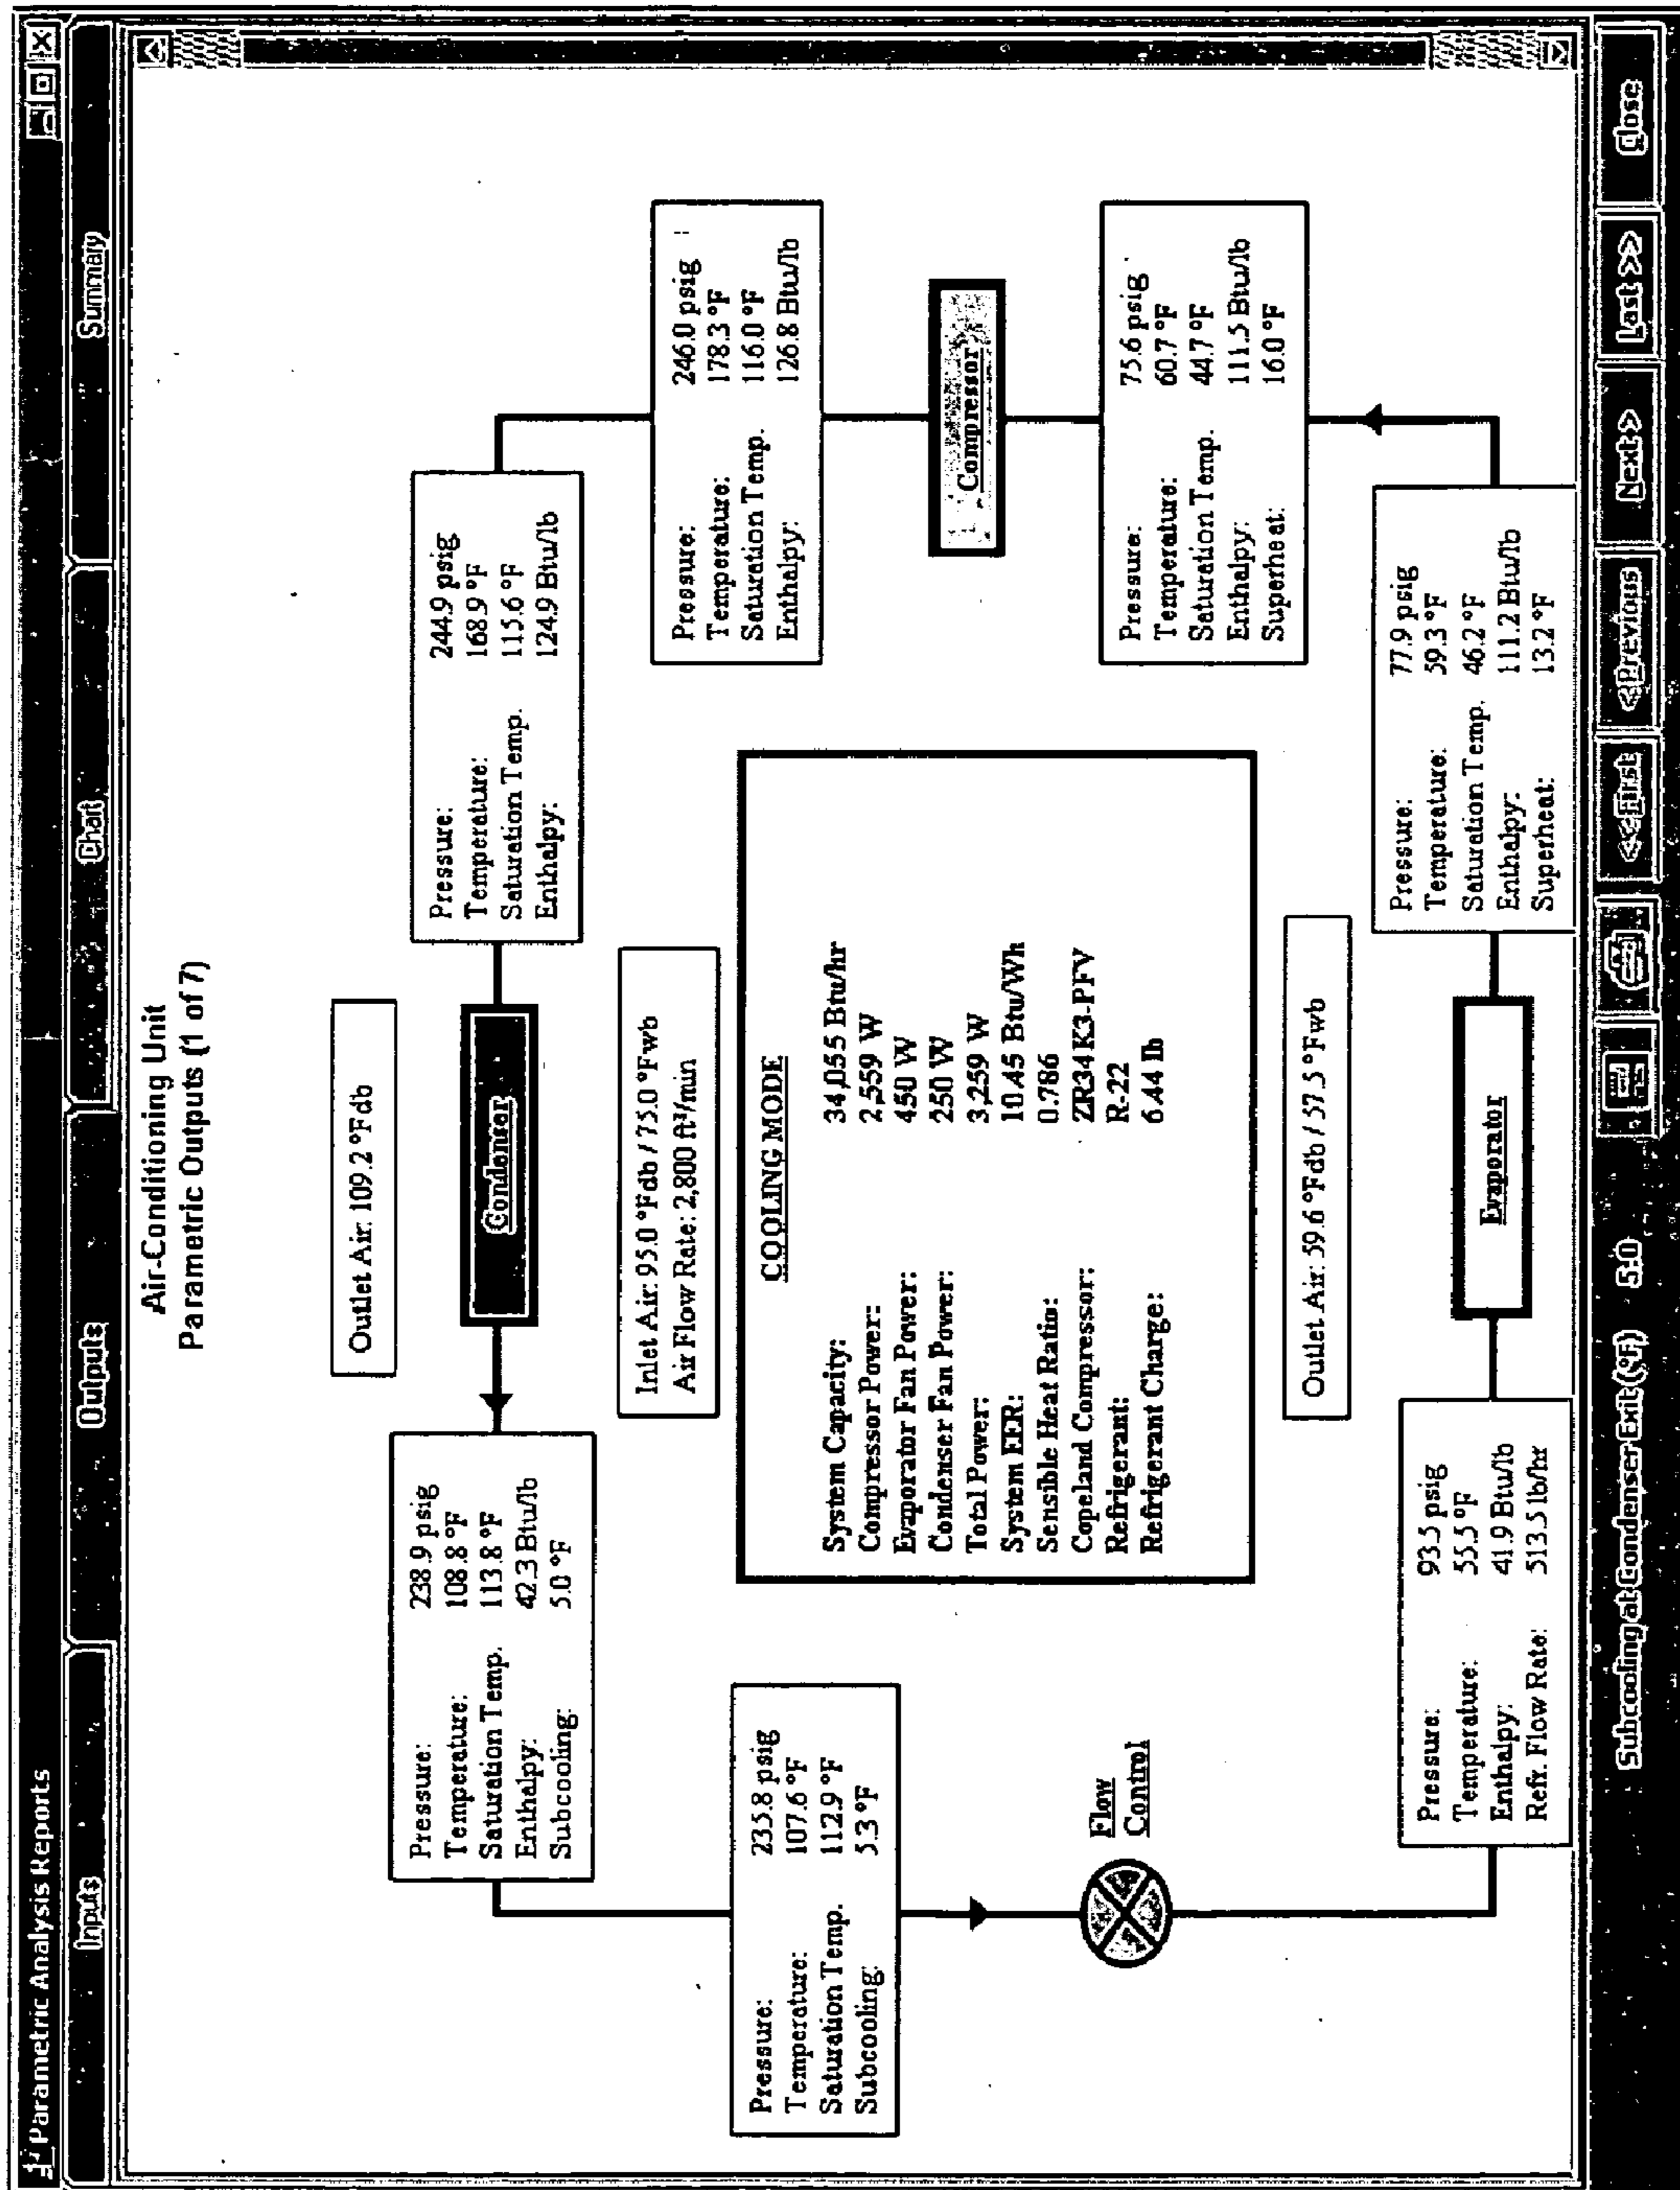 Parametric Analysis Reports
Inputs
Outputs
Chart
Summary
Air-Conditioning Unit
Parametric Outputs (1 of 7)
Outlet Air: 109.2 °Fdb
Condenser
Inlet Air: 95.0 °Fdb / 75.0 °Fwb
Air Flow Rate: 2,800 ft³/min
Pressure: 238.9 psig
Temperature: 108.8 °F
Saturation Temp. 113.8 °F
Enthalpy: 42.3 Btu/lb
Subcooling: 5.0 °F
Pressure: 244.9 psig
Temperature: 168.9 °F
Saturation Temp. 115.6 °F
Enthalpy: 124.9 Btu/lb
Pressure: 235.8 psig
Temperature: 107.6 °F
Saturation Temp. 112.9 °F
Subcooling: 5.3 °F
Pressure: 246.0 psig
Temperature: 178.3 °F
Saturation Temp. 116.0 °F
Enthalpy: 126.8 Btu/lb
COOLING MODE
System Capacity: 34,055 Btu/hr
Compressor Power: 2,559 W
Evaporator Fan Power: 450 W
Condenser Fan Power: 250 W
Total Power: 3,259 W
System EER: 10.45 Btu/Wh
Sensible Heat Ratio: 0.786
Copeland Compressor: ZR34K3-PFV
Refrigerant: R-22
Refrigerant Charge: 6.44 lb
Compressor
Flow
Control
Pressure: 75.6 psig
Temperature: 60.7 °F
Saturation Temp. 44.7 °F
Enthalpy: 111.5 Btu/lb
Superheat: 16.0 °F
Outlet Air: 59.6 °Fdb / 57.5 °Fwb
Pressure: 93.5 psig
Temperature: 55.5 °F
Enthalpy: 41.9 Btu/lb
Refr. Flow Rate: 513.5 lb/hr
Evaporator
Pressure: 77.9 psig
Temperature: 59.3 °F
Saturation Temp. 46.2 °F
Enthalpy: 111.2 Btu/lb
Superheat: 13.2 °F
Subcooling at Condenser Exit (°F) 5.0
<<First
<Previous
Next>
Last >>
Close